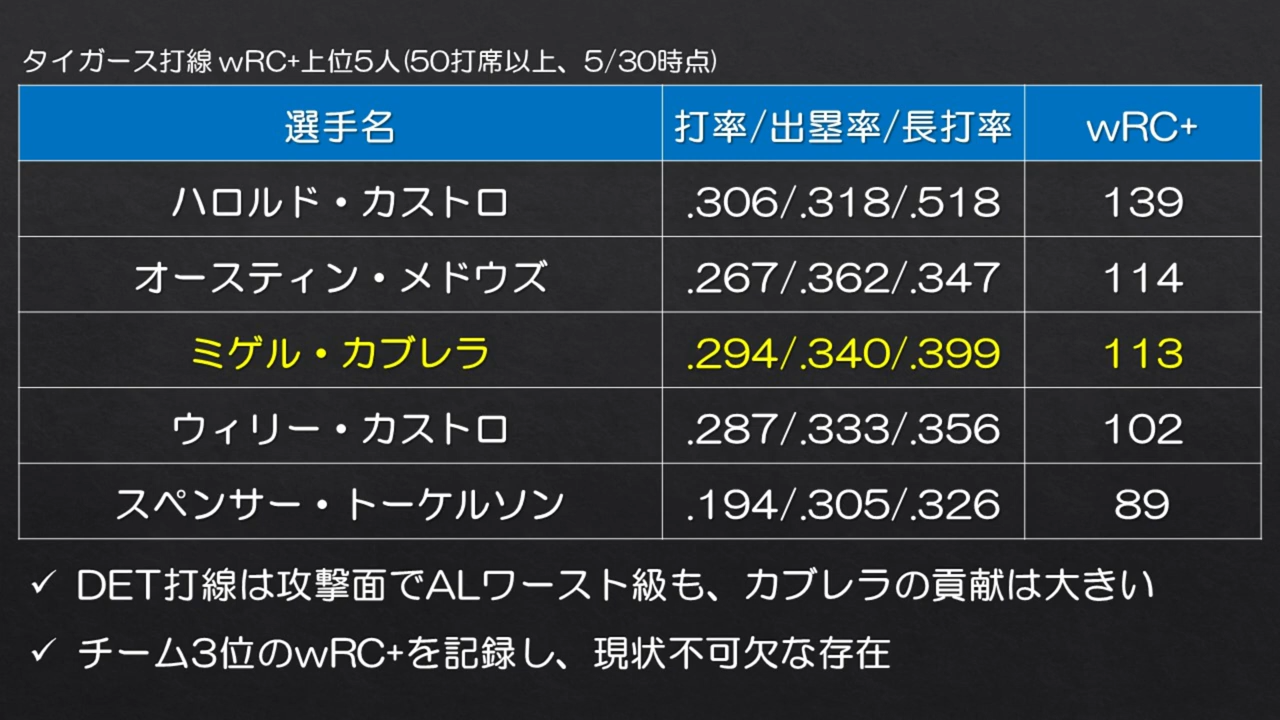 タイガース打線 wRC+上位5人(50打席以上、5/30時点)
選手名 打率/出塁率/長打率 wRC+
ハロルド・カストロ .306/.318/.518 139
オースティン・メドウズ .267/.362/.347 114
ミゲル・カブレラ .294/.340/.399 113
ウィリー・カストロ .287/.333/.356 102
スペンサー・トーケルソン .194/.305/.326 89
✓ DET打線は攻撃面でALワースト級も、カブレラの貢献は大きい
✓ チーム3位のwRC+を記録し、現状不可欠な存在